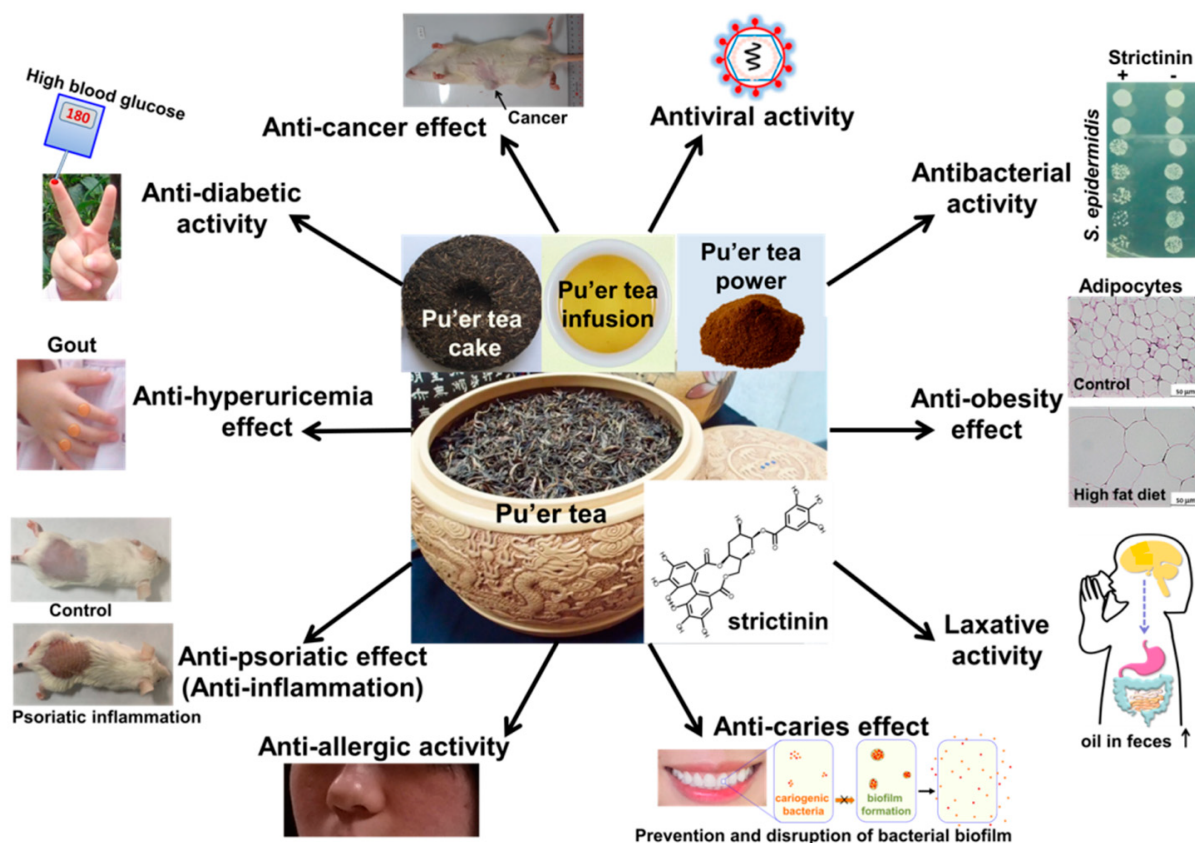 High blood glucose
180
Anti-cancer effect
Cancer
Antiviral activity
Strictinin
+ -
S. epidermidis
Antibacterial
activity
Anti-diabetic
activity
Pu'er tea
cake
Pu'er tea
infusion
Pu'er tea
power
Adipocytes
Control
50 µm
High fat diet
50 µm
Anti-obesity
effect
Gout
Anti-hyperuricemia
effect
Pu'er tea
HO
OH
O
strictinin
Control
Psoriatic inflammation
Anti-psoriatic effect
(Anti-inflammation)
Laxative
activity
oil in feces ↑
Anti-allergic activity
Anti-caries effect
cariogenic
bacteria
biofilm
formation
Prevention and disruption of bacterial biofilm